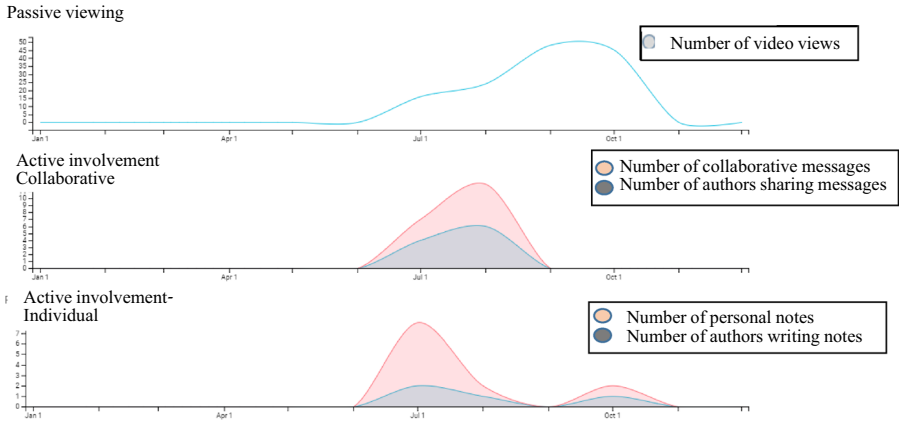 Passive viewing
Number of video views
50
45
40
35
30
25
20
15
10
5
0
Jan 1
Apr 1
Jul 1
Oct 1
Active involvement
Collaborative
Number of collaborative messages
Number of authors sharing messages
10
9
8
7
6
5
4
3
2
1
0
Jan 1
Apr 1
Jul 1
Oct 1
Active involvement-
Individual
Number of personal notes
Number of authors writing notes
7
6
5
4
3
2
1
0
Jan 1
Apr 1
Jul 1
Oct 1